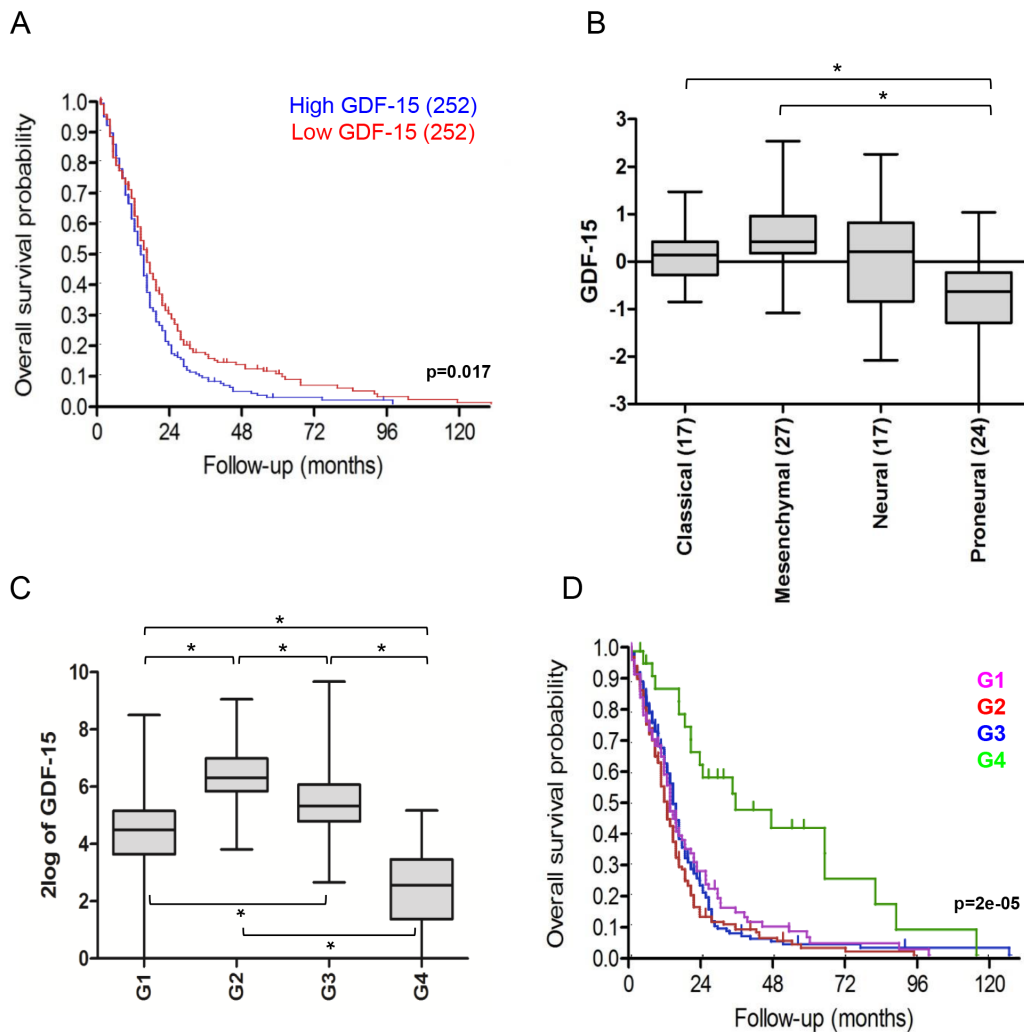 A
High GDF-15 (252)
Low GDF-15 (252)
Overall survival probability
1.0
0.9
0.8
0.7
0.6
0.5
0.4
0.3
0.2
0.1
0.0
p=0.017
0 24 48 72 96 120
Follow-up (months)
B
*
*
GDF-15
3
2
1
0
-1
-2
-3
Classical (17)
Mesenchymal (27)
Neural (17)
Proneural (24)
C
*
* * *
2log of GDF-15
10
8
6
4
2
0
*
*
G1
G2
G3
G4
D
Overall survival probability
1.0
0.9
0.8
0.7
0.6
0.5
0.4
0.3
0.2
0.1
0.0
G1
G2
G3
G4
p=2e-05
0 24 48 72 96 120
Follow-up (months)